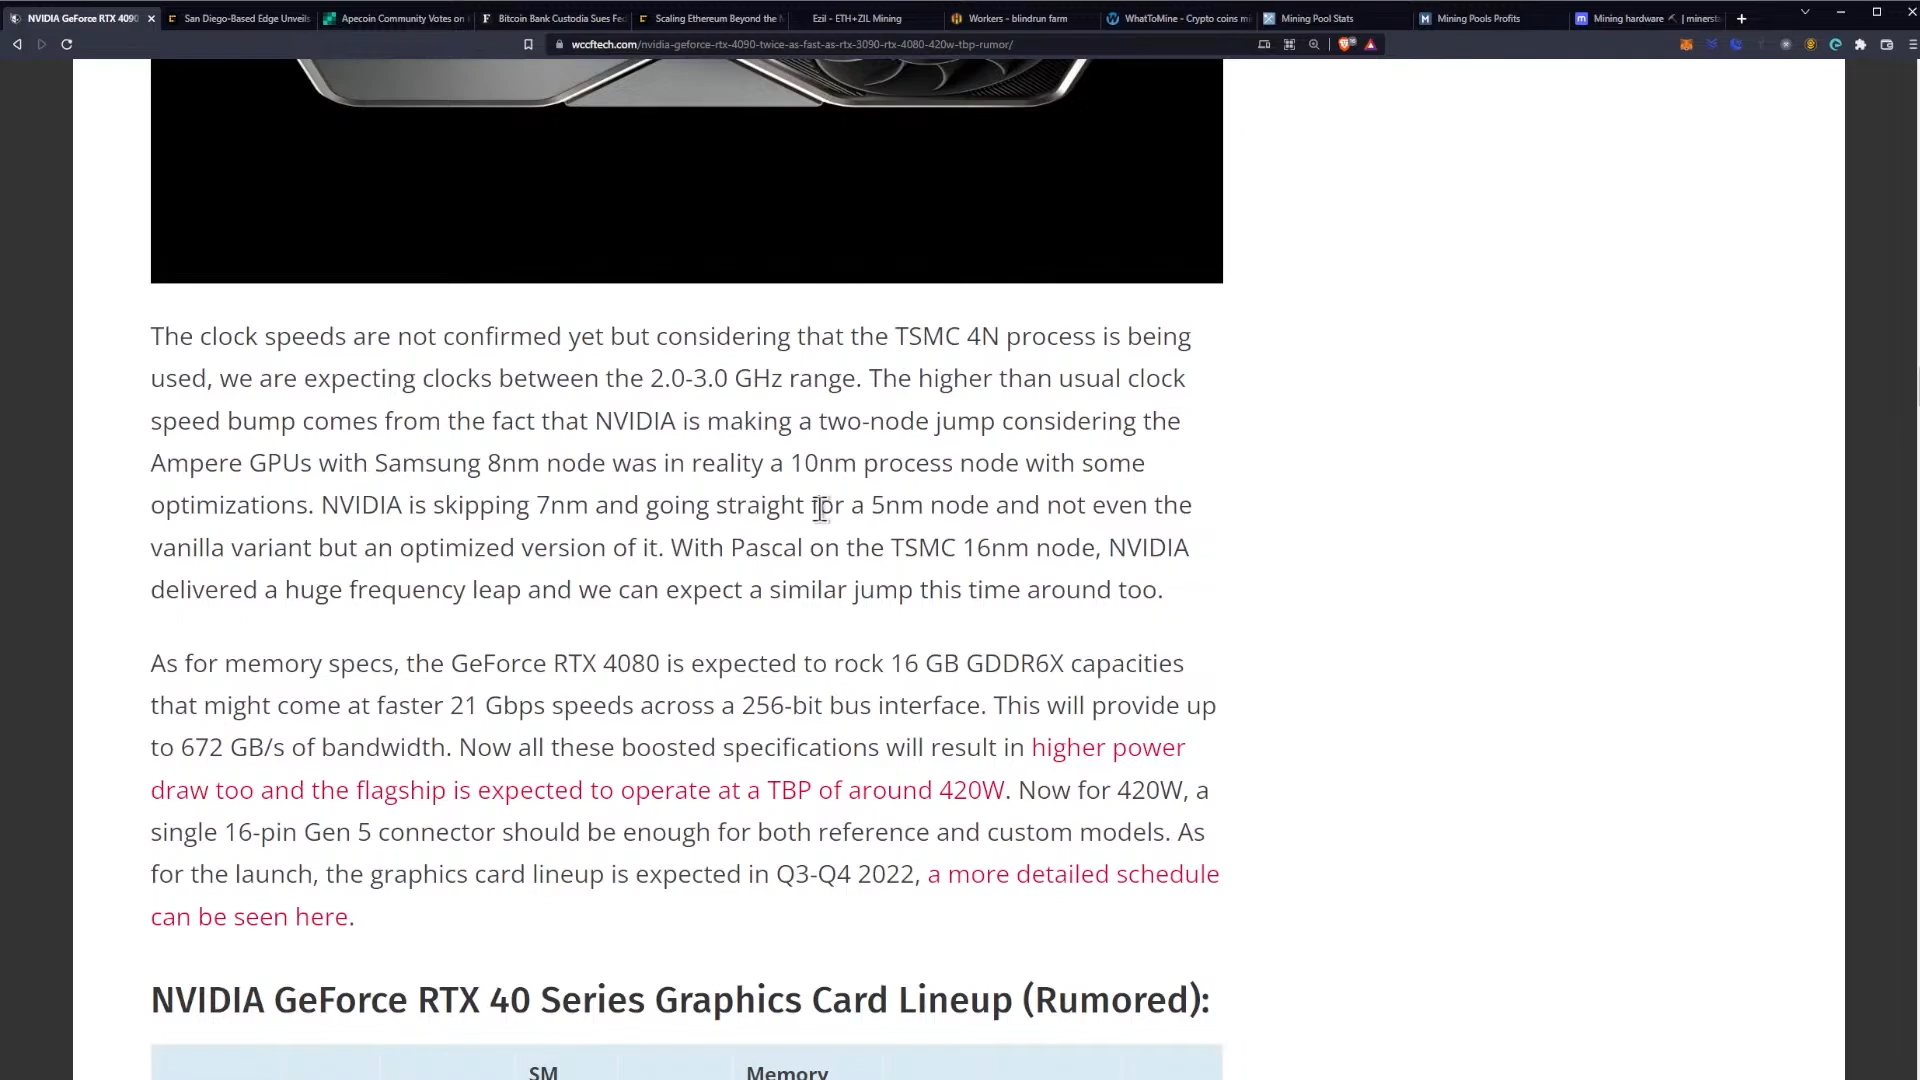 NVIDIA GeForce RTX 4090
San Diego-Based Edge Unveils
Apecoin Community Votes on
Bitcoin Bank Custodia Sues Fed
Scaling Ethereum Beyond the
Ezil - ETH+ZIL Mining
Workers - blindrun farm
WhatToMine - Crypto coins m
Mining Pool Stats
Mining Pools Profits
Mining hardware | minersta
wccftech.com/nvidia-geforce-rtx-4090-twice-as-fast-as-rtx-3090-rtx-4080-420w-tbp-rumor/
The clock speeds are not confirmed yet but considering that the TSMC 4N process is being
used, we are expecting clocks between the 2.0-3.0 GHz range. The higher than usual clock
speed bump comes from the fact that NVIDIA is making a two-node jump considering the
Ampere GPUs with Samsung 8nm node was in reality a 10nm process node with some
optimizations. NVIDIA is skipping 7nm and going straight for a 5nm node and not even the
vanilla variant but an optimized version of it. With Pascal on the TSMC 16nm node, NVIDIA
delivered a huge frequency leap and we can expect a similar jump this time around too.
As for memory specs, the GeForce RTX 4080 is expected to rock 16 GB GDDR6X capacities
that might come at faster 21 Gbps speeds across a 256-bit bus interface. This will provide up
to 672 GB/s of bandwidth. Now all these boosted specifications will result in higher power
draw too and the flagship is expected to operate at a TBP of around 420W. Now for 420W, a
single 16-pin Gen 5 connector should be enough for both reference and custom models. As
for the launch, the graphics card lineup is expected in Q3-Q4 2022, a more detailed schedule
can be seen here.
NVIDIA GeForce RTX 40 Series Graphics Card Lineup (Rumored):
SM
Memory